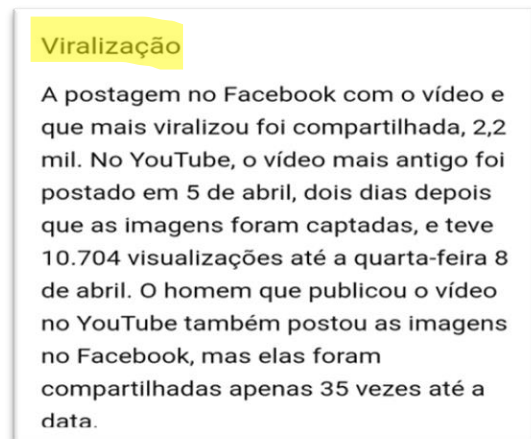 Viralização
A postagem no Facebook com o vídeo e
que mais viralizou foi compartilhada, 2,2
mil. No YouTube, o vídeo mais antigo foi
postado em 5 de abril, dois dias depois
que as imagens foram captadas, e teve
10.704 visualizações até a quarta-feira 8
de abril. O homem que publicou o vídeo
no YouTube também postou as imagens
no Facebook, mas elas foram
compartilhadas apenas 35 vezes até a
data.